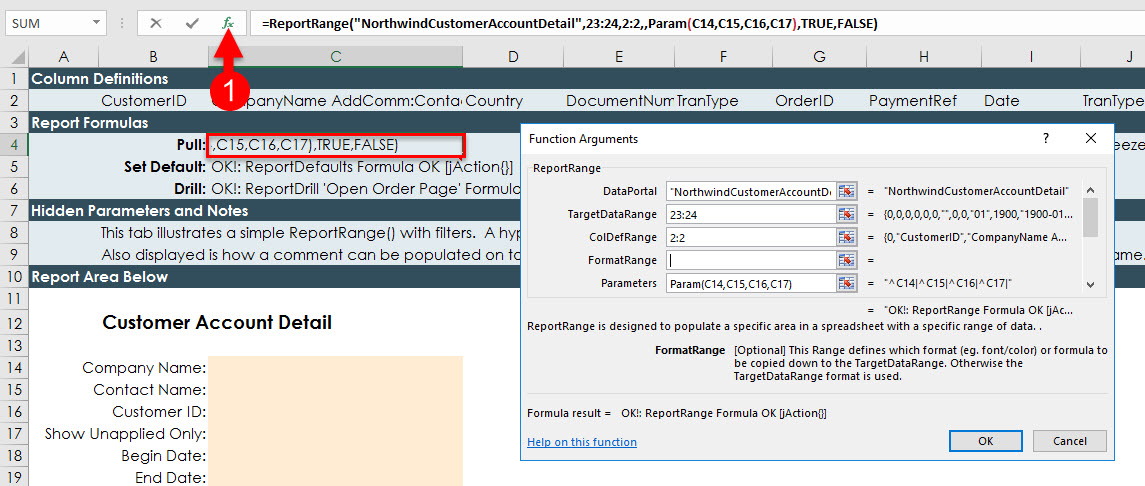 SUM =ReportRange("NorthwindCustomerAccountDetail",23:24,2:2,,Param(C14,C15,C16,C17),TRUE,FALSE)
A B C D E F G H I J
1
1 Column Definitions
2 CustomerID AddComm:Conta Country DocumentNum TranType OrderID PaymentRef Date TranType
3 Report Formulas
4 Pull: ,C15,C16,C17),TRUE,FALSE)
5 Set Default: OK!: ReportDefaults Formula OK [jAction{}]
6 Drill: OK!: ReportDrill 'Open Order Page' Formula
7 Hidden Parameters and Notes
8 This tab illustrates a simple ReportRange() with filters. A hyp
9 Also displayed is how a comment can be populated on to
10 Report Area Below
11
12 Customer Account Detail
13
14 Company Name:
15 Contact Name:
16 Customer ID:
17 Show Unapplied Only:
18 Begin Date:
19 End Date:
Function Arguments ?
ReportRange
DataPortal "NorthwindCustomerAccountD = "NorthwindCustomerAccountDetail"
TargetDataRange 23:24 = {0,0,0,0,0,0,"",0,0,"01",1900,"1900-01...
ColDefRange 2:2 = {0,"CustomerID","CompanyName A...
FormatRange =
Parameters Param(C14,C15,C16,C17) = "^C14|^C15|^C16|^C17|"
= "OK!: ReportRange Formula OK [jAc...
ReportRange is designed to populate a specific area in a spreadsheet with a specific range of data. .
FormatRange [Optional] This Range defines which format (eg. font/color) or formula to
be copied down to the TargetDataRange. Otherwise the
TargetDataRange format is used.
Formula result = OK!: ReportRange Formula OK [jAction{}]
Help on this function OK Cancel
eeze
ame.